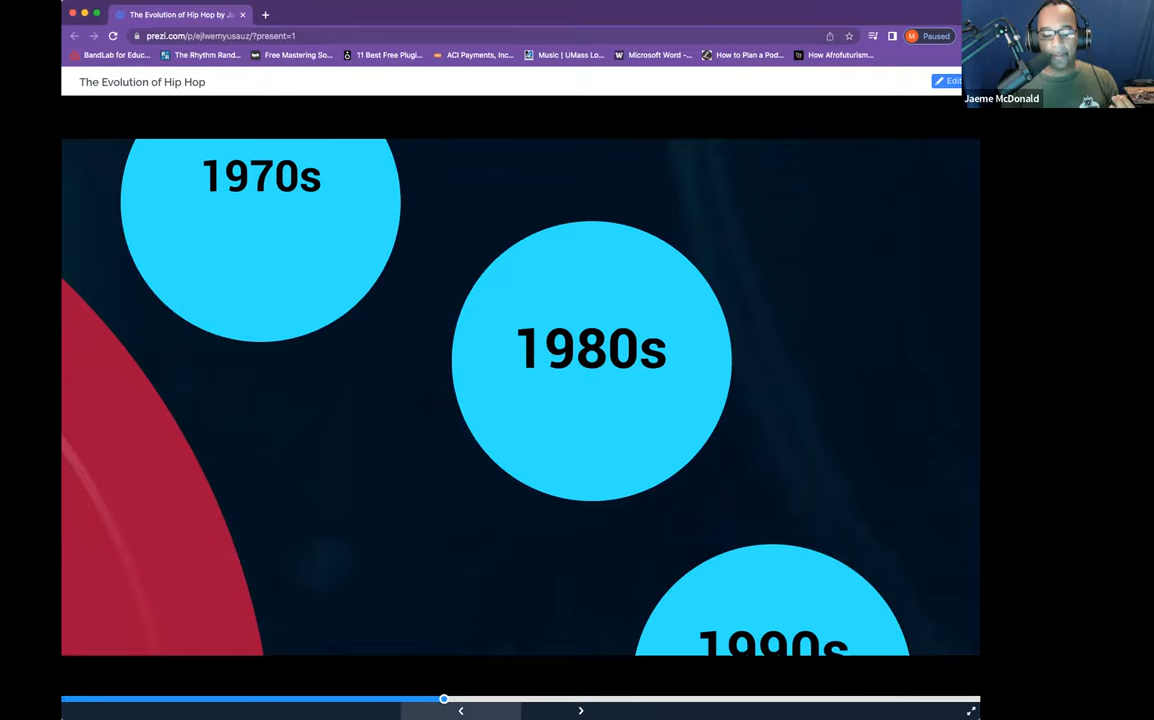 The Evolution of Hip Hop by Ja
prezi.com/p/ejlwemyusauz/?present=1
M Paused
BandLab for Educ...
The Rhythm Rand...
Free Mastering So...
11 Best Free Plugi...
ACI Payments, Inc...
Music | UMass Lo...
Microsoft Word -...
How to Plan a Pod...
How Afrofuturism...
The Evolution of Hip Hop
Edit
Jaeme McDonald
1970s
1980s
1990s